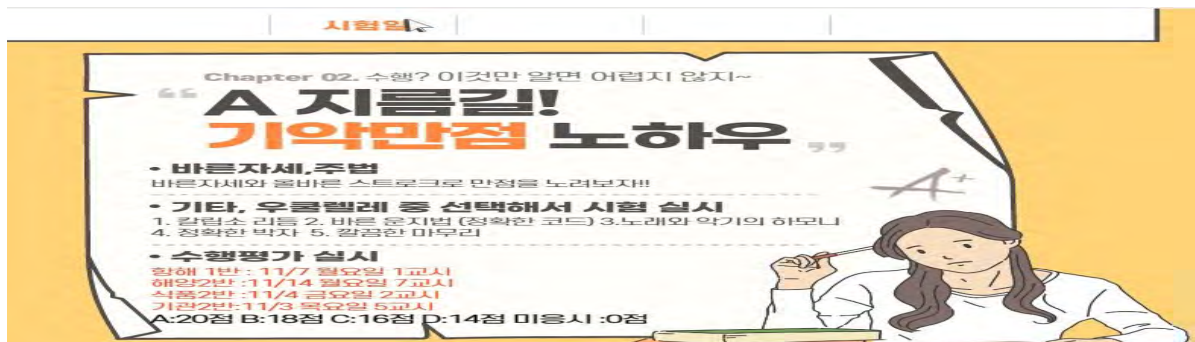 시험일
Chapter 02. 수행? 이것만 알면 어렵지 않지~
“ A 지름길!
기악만점 노하우 ”
• 바른자세,주법
바른자세와 올바른 스트로크로 만점을 노려보자!!!
• 기타, 우쿨렐레 중 선택해서 시험 실시
1. 칼립소 리듬 2. 바른 운지법 (정확한 코드) 3.노래와 악기의 하모니
4. 정확한 박자 5. 깔끔한 마무리
• 수행평가 실시
항해 1반 : 11/7 월요일 1교시
해양2반 :11/14 월요일 7교시
식품2반 :11/4 금요일 2교시
기관2반:11/3 목요일 5교시
A:20점 B:18점 C:16점 D:14점 미응시 :0점
A+